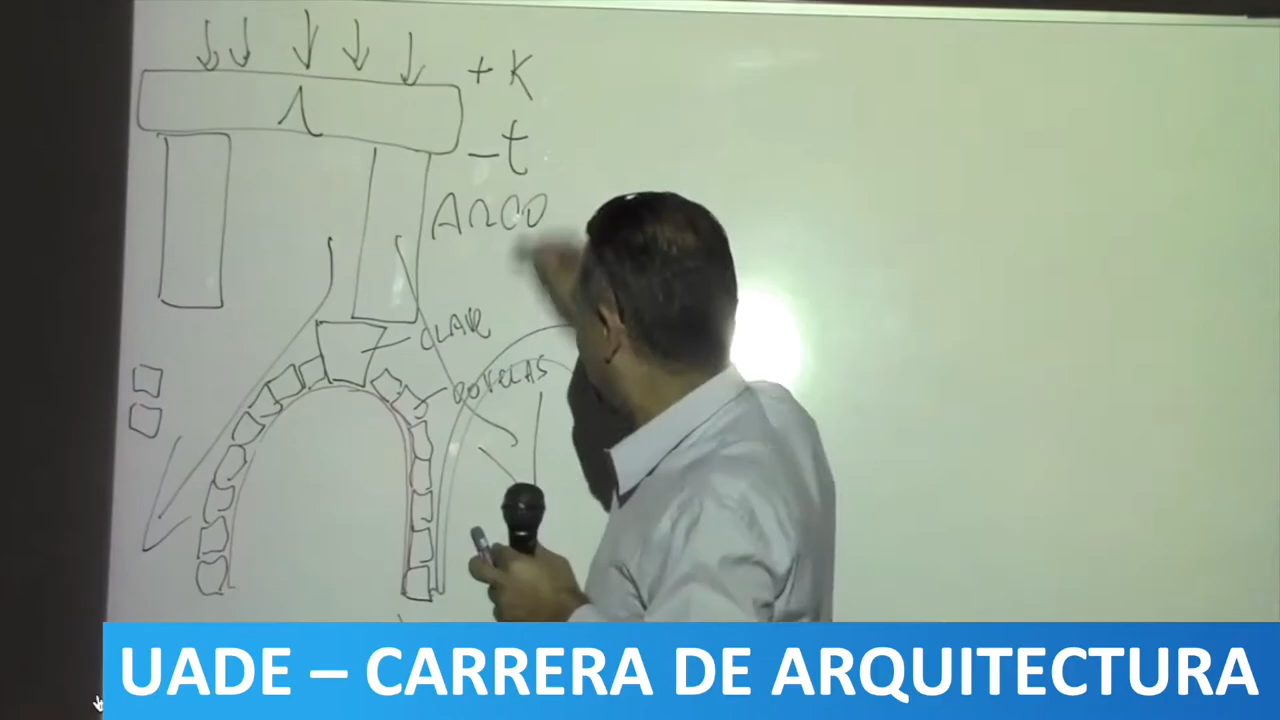 + K
- t
ARCO
CLAVE
DOVELAS
UADE – CARRERA DE ARQUITECTURA